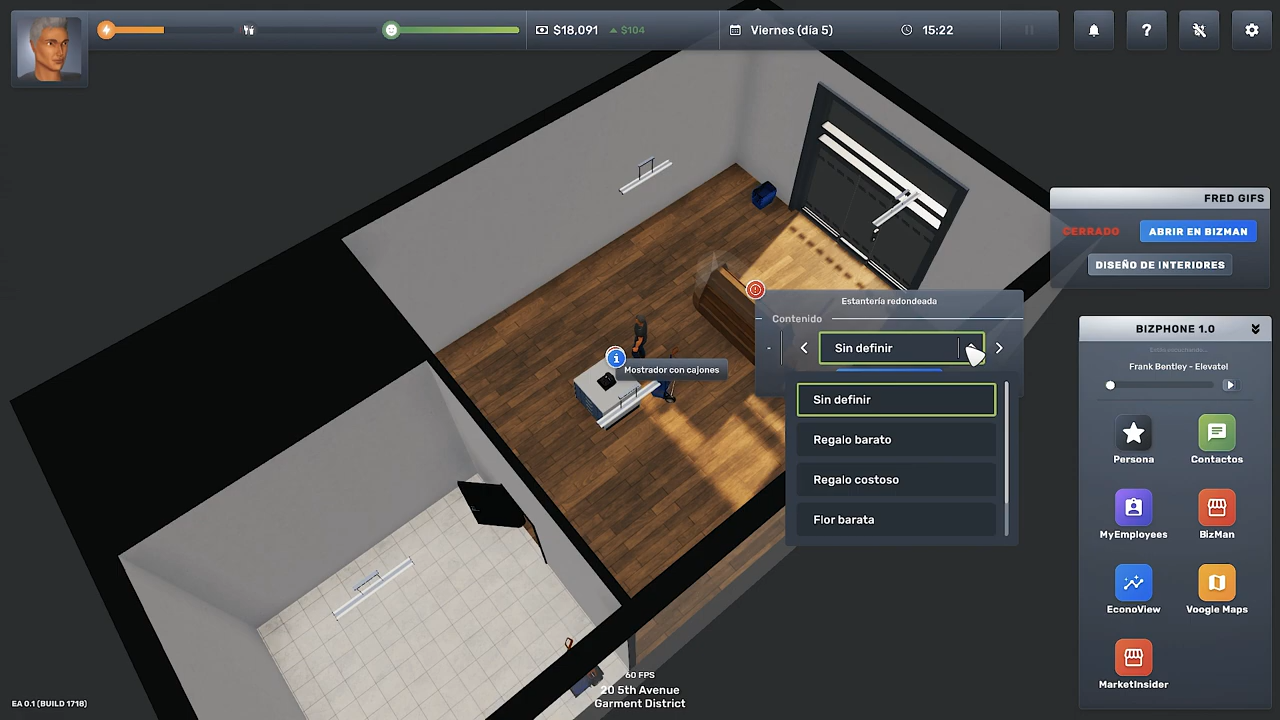 $18,091
$104
Viernes (día 5)
15:22
FRED GIFS
CERRADO
ABRIR EN BIZMAN
DISEÑO DE INTERIORES
Estantería redondeada
Contenido
-
Sin definir
Mostrador con cajones
Sin definir
Regalo barato
Regalo costoso
Flor barata
BIZPHONE 1.0
Frank Bentley - Elevatel
Persona
Contactos
MyEmployees
BizMan
EconoView
Voogle Maps
MarketInsider
60 FPS
20 5th Avenue
Garment District
EA 0.1 (BUILD 1718)